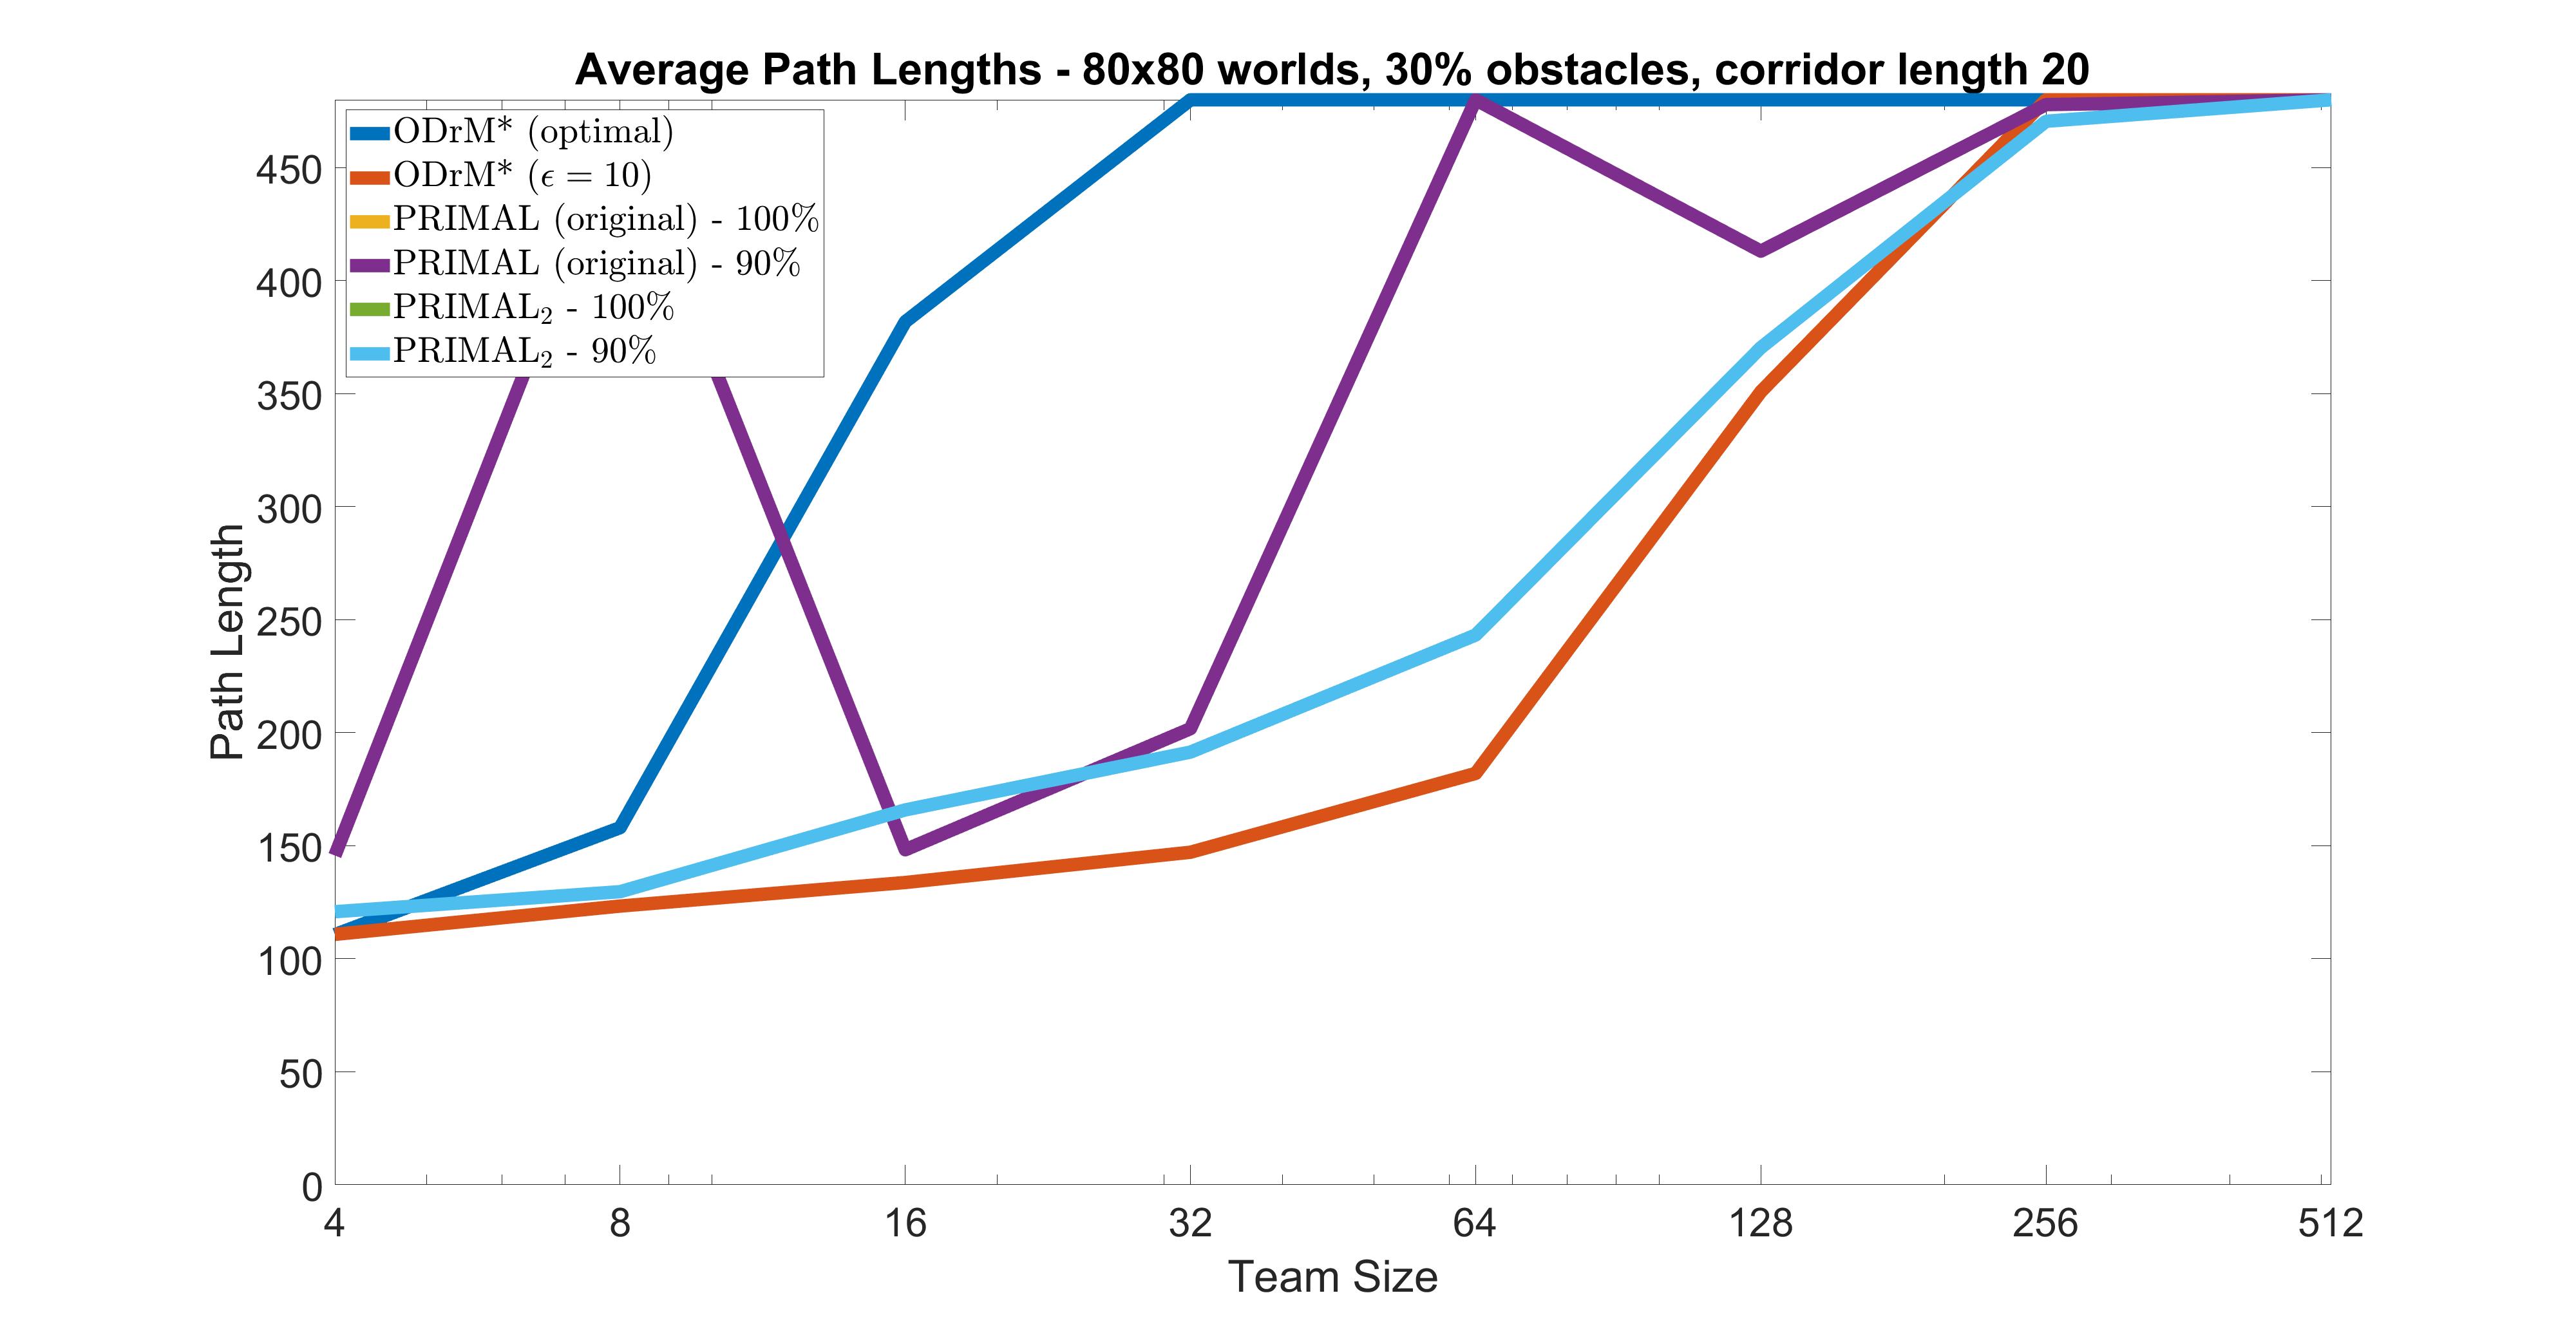 Average Path Lengths - 80x80 worlds, 30% obstacles, corridor length 20
ODrM* (optimal)
ODrM* (ϵ = 10)
PRIMAL (original) - 100%
PRIMAL (original) - 90%
PRIMAL₂ - 100%
PRIMAL₂ - 90%
Path Length
450
400
350
300
250
200
150
100
50
0
4 8 16 32 64 128 256 512
Team Size